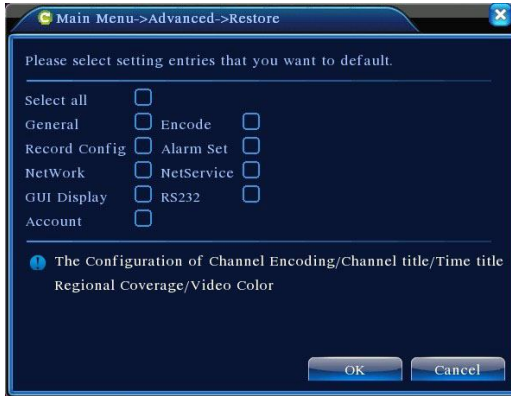 Main Menu->Advanced->Restore
Please select setting entries that you want to default.
Select all
General Encode
Record Config Alarm Set
NetWork NetService
GUI Display RS232
Account
The Configuration of Channel Encoding/Channel title/Time title
Regional Coverage/Video Color
OK Cancel